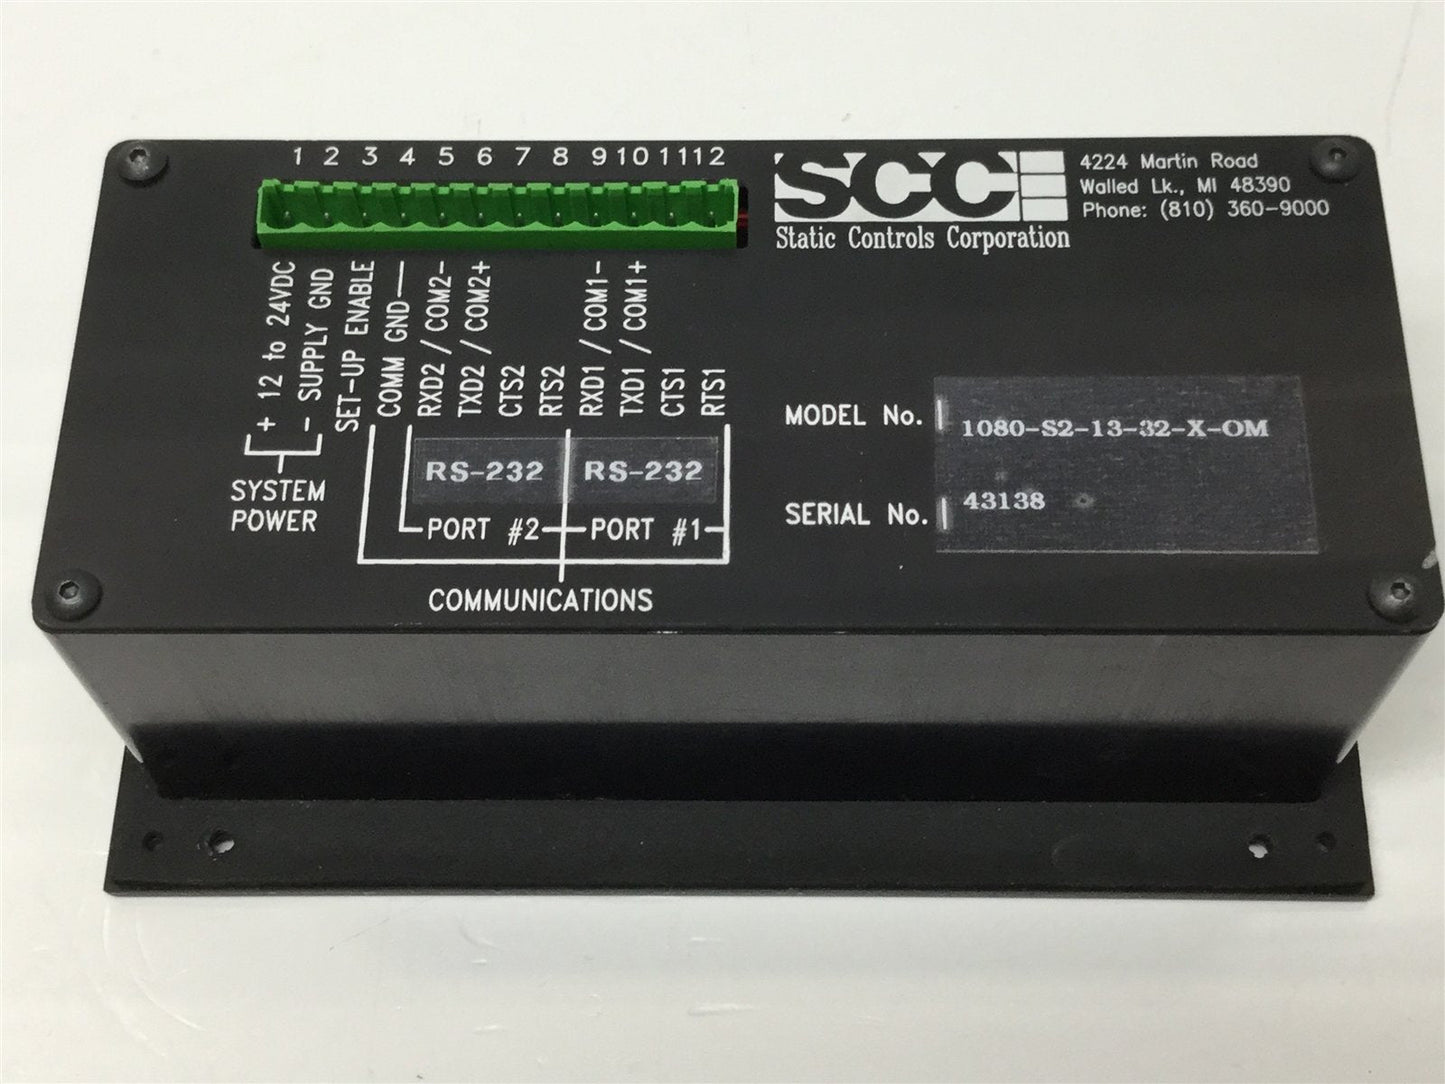 1 2 3 4 5 6 7 8 9 10 11 12
SCC
Static Controls Corporation
4224 Martin Road
Walled Lk., MI 48390
Phone: (810) 360-9000
+ 12 to 24VDC
- SUPPLY GND
SET-UP ENABLE
COMM GND
RXD2 / COM2-
TXD2 / COM2+
CTS2
RTS2
RXD1 / COM1-
TXD1 / COM1+
CTS1
RTS1
SYSTEM
POWER
RS-232 RS-232
PORT #2 PORT #1
COMMUNICATIONS
MODEL No. 1080-S2-13-32-X-OM
SERIAL No. 43138